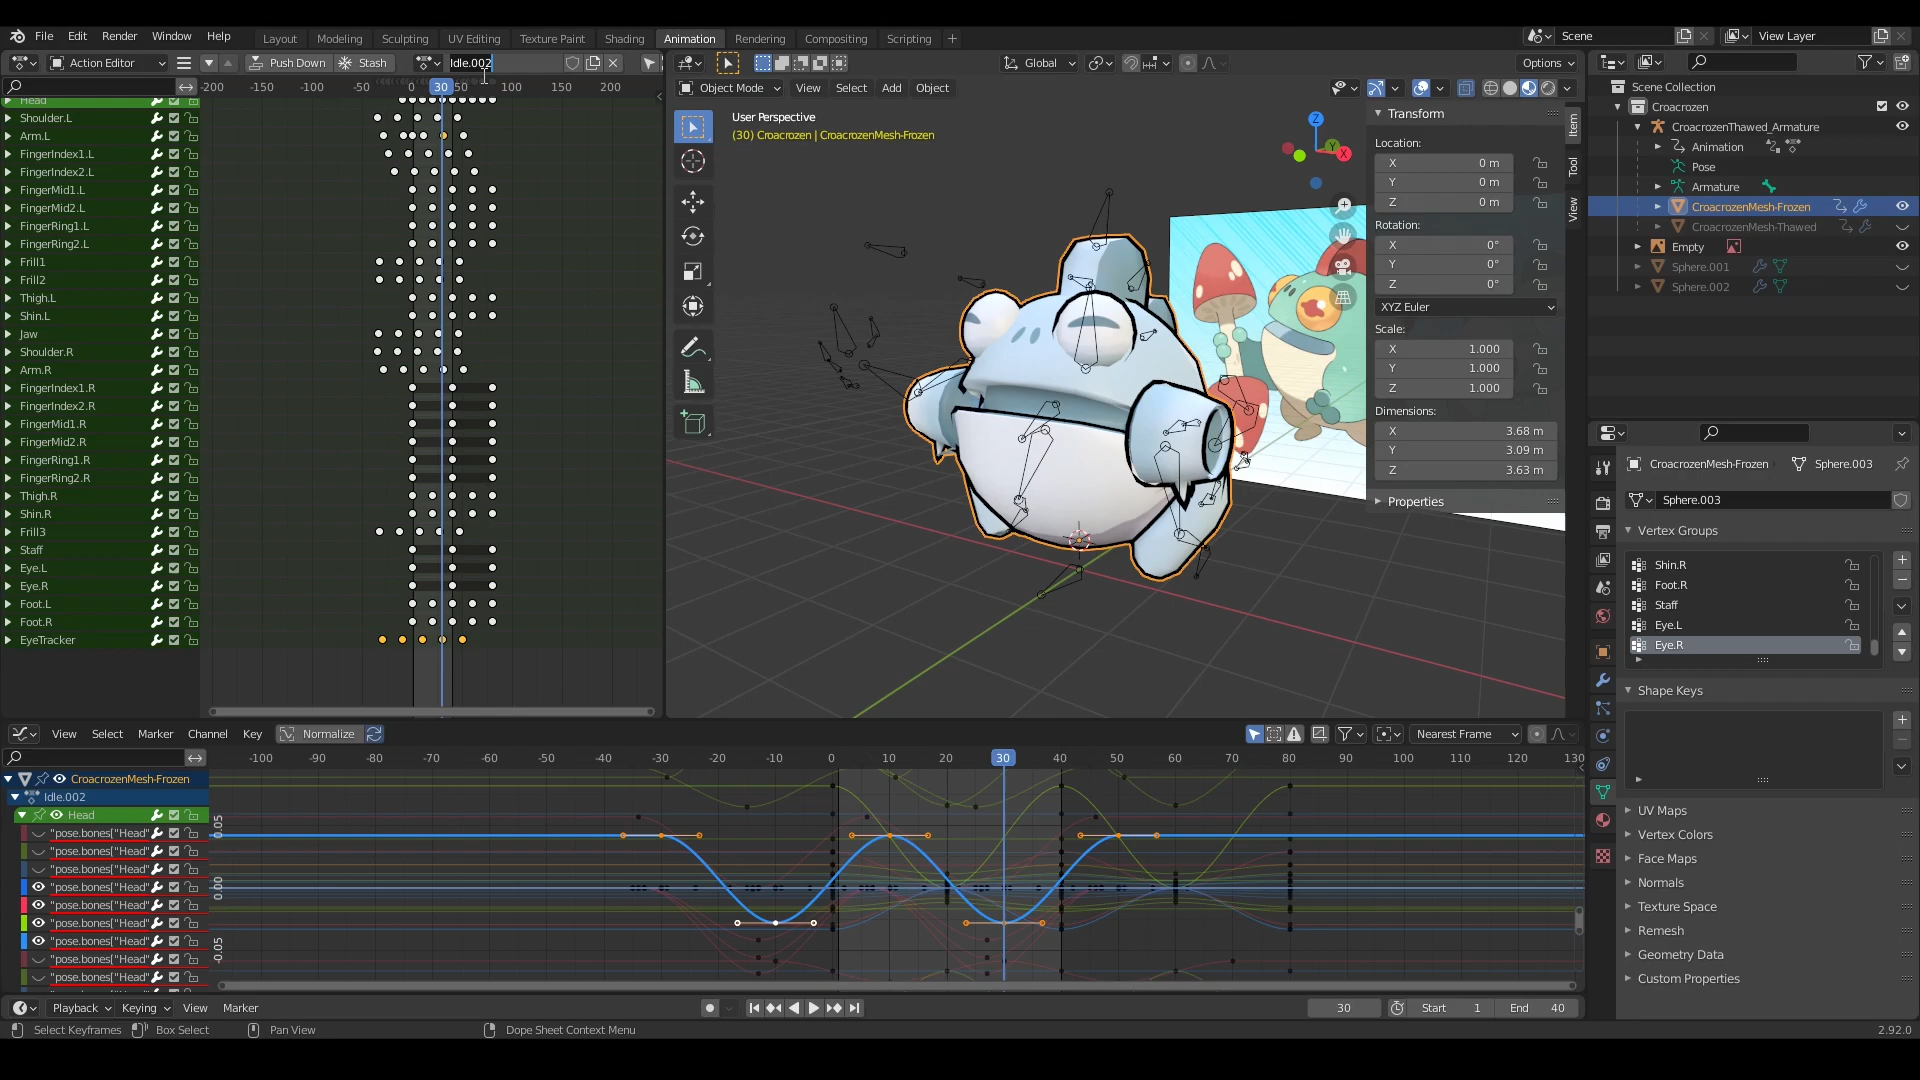 File Edit Render Window Help Layout Modeling Sculpting UV Editing Texture Paint Shading Animation Rendering Compositing Scripting + Scene View Layer
Action Editor Push Down Stash Idle.002 Global Options
-200 -150 -100 -50 0 30 50 100 150 200
Object Mode View Select Add Object
Head
Shoulder.L
Arm.L
FingerIndex1.L
FingerIndex2.L
FingerMid1.L
FingerMid2.L
FingerRing1.L
FingerRing2.L
Frill1
Frill2
Thigh.L
Shin.L
Jaw
Shoulder.R
Arm.R
FingerIndex1.R
FingerIndex2.R
FingerMid1.R
FingerMid2.R
FingerRing1.R
FingerRing2.R
Thigh.R
Shin.R
Frill3
Staff
Eye.L
Eye.R
Foot.L
Foot.R
EyeTracker
User Perspective
(30) Croacrozen | CroacrozenMesh-Frozen
Z
Y
X
Transform
Location:
X 0 m
Y 0 m
Z 0 m
Rotation:
X 0°
Y 0°
Z 0°
XYZ Euler
Scale:
X 1.000
Y 1.000
Z 1.000
Dimensions:
X 3.68 m
Y 3.09 m
Z 3.63 m
Properties
Item
Tool
View
Scene Collection
Croacrozen
CroacrozenThawed_Armature
Animation
Pose
Armature
CroacrozenMesh-Frozen
CroacrozenMesh-Thawed
Empty
Sphere.001
Sphere.002
CroacrozenMesh-Frozen Sphere.003
Sphere.003
Vertex Groups
Shin.R
Foot.R
Staff
Eye.L
Eye.R
Shape Keys
UV Maps
Vertex Colors
Face Maps
Normals
Texture Space
Remesh
Geometry Data
Custom Properties
View Select Marker Channel Key Normalize Nearest Frame
-100 -90 -80 -70 -60 -50 -40 -30 -20 -10 0 10 20 30 40 50 60 70 80 90 100 110 120 130
CroacrozenMesh-Frozen
Idle.002
Head
"pose.bones["Head"
"pose.bones["Head"
"pose.bones["Head"
"pose.bones["Head"
"pose.bones["Head"
"pose.bones["Head"
"pose.bones["Head"
"pose.bones["Head"
"pose.bones["Head"
0.05
0.00
-0.05
Playback Keying View Marker 30 Start 1 End 40
Select Keyframes Box Select Pan View Dope Sheet Context Menu 2.92.0